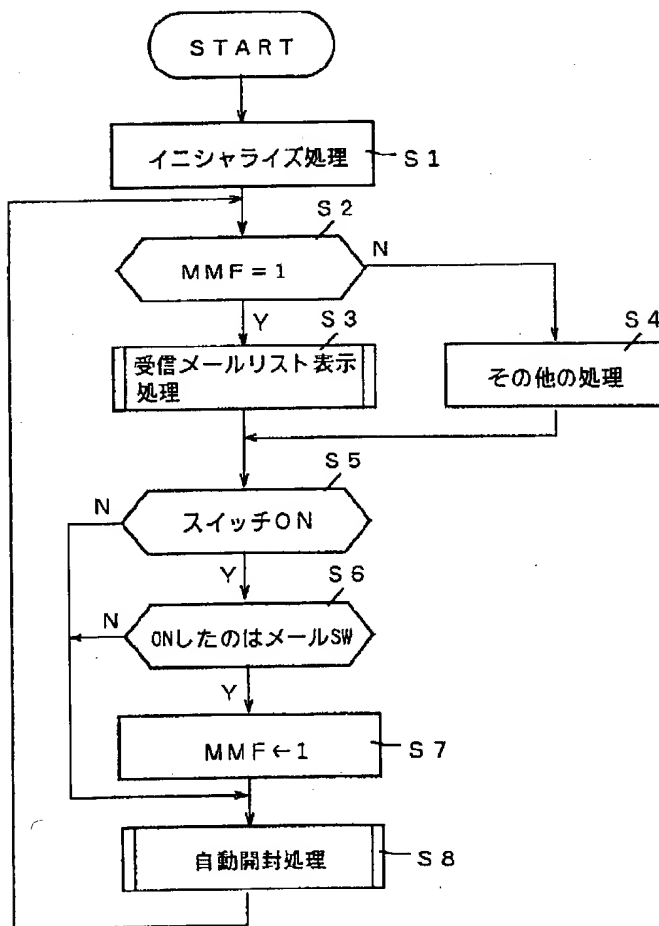 START
イニシャライズ処理
S1
S2
MMF=1
N
Y
S3
受信メールリスト表示
処理
S4
その他の処理
S5
N
スイッチON
Y
S6
N
ONしたのはメールSW
Y
MMF←1
S7
自動開封処理
S8